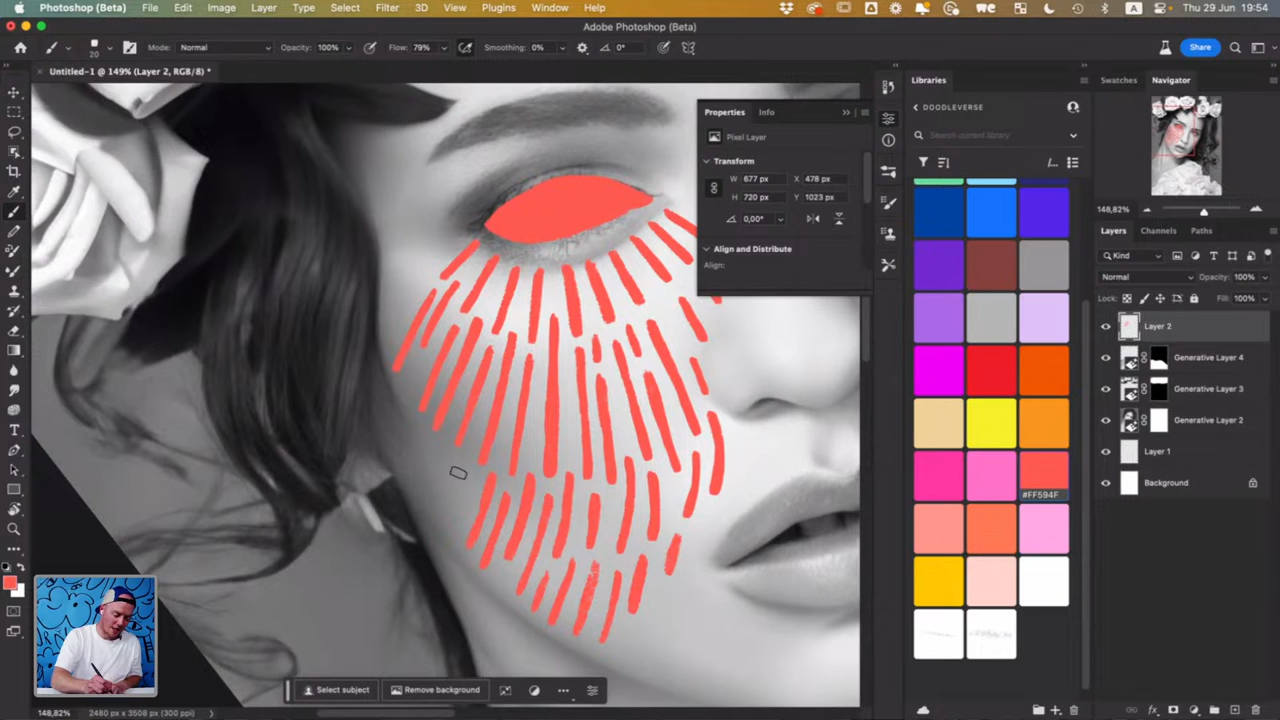 Photoshop (Beta) File Edit Image Layer Type Select Filter 3D View Plugins Window Help A Thu 29 Jun 19:54
Adobe Photoshop (Beta)
20 Mode: Normal Opacity: 100% Flow: 79% Smoothing: 0% 0° Share
Untitled-1 @ 149% (Layer 2, RGB/8) *
Properties Info
Pixel Layer
Transform
W 677 px X 478 px
H 720 px Y 1023 px
0,00°
Align and Distribute
Align:
Libraries
DOODLEVERSE
Search current library
#FF594F
Swatches Navigator
148,82%
Layers Channels Paths
Kind
Normal Opacity: 100%
Lock: Fill: 100%
Layer 2
Generative Layer 4
Generative Layer 3
Generative Layer 2
Layer 1
Background
Select subject Remove background
148,82% 2480 px x 3508 px (300 ppi)